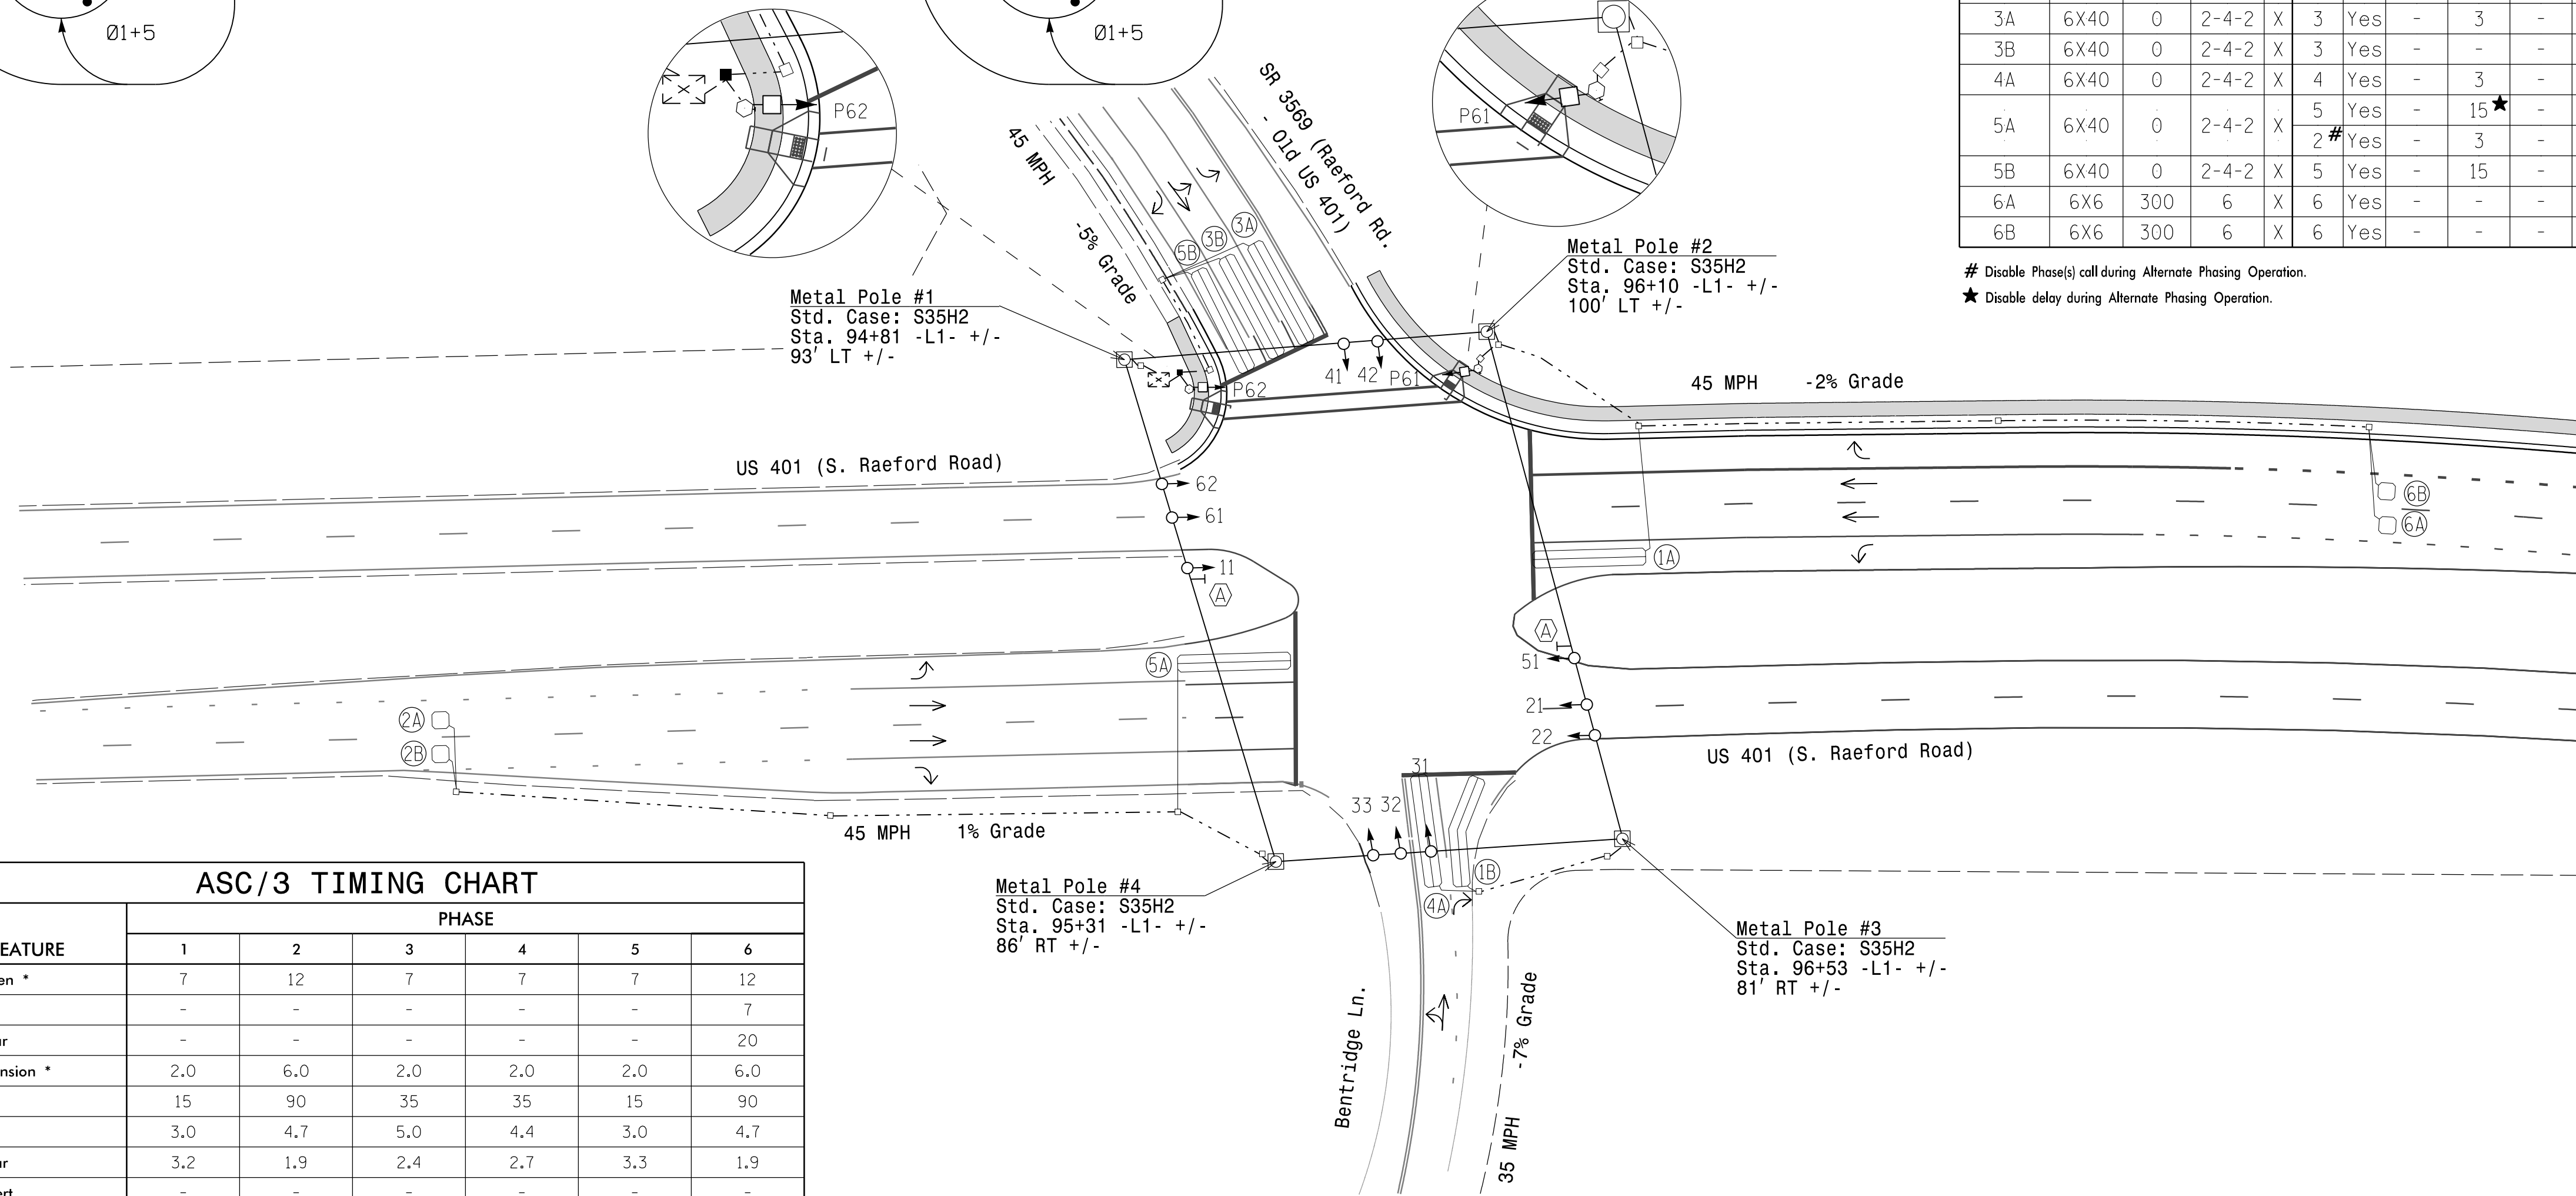 Ø1+5
Ø1+5
P62
P61
3A 6X40 0 2-4-2 X 3 Yes - 3 -
3B 6X40 0 2-4-2 X 3 Yes - - -
4A 6X40 0 2-4-2 X 4 Yes - 3 -
5A 6X40 0 2-4-2 X 5 Yes - 15★ -
2# Yes - 3 -
5B 6X40 0 2-4-2 X 5 Yes - 15 -
6A 6X6 300 6 X 6 Yes - - -
6B 6X6 300 6 X 6 Yes - - -
# Disable Phase(s) call during Alternate Phasing Operation.
★ Disable delay during Alternate Phasing Operation.
45 MPH
-5% Grade
SR 3569 (Raeford Rd.
- Old US 401)
5B
3B
3A
Metal Pole #1
Std. Case: S35H2
Sta. 94+81 -L1- +/-
93' LT +/-
Metal Pole #2
Std. Case: S35H2
Sta. 96+10 -L1- +/-
100' LT +/-
41
42
P61
P62
45 MPH -2% Grade
US 401 (S. Raeford Road)
62
61
11
A
1A
6B
6A
5A
A
51
21
22
2A
2B
US 401 (S. Raeford Road)
45 MPH 1% Grade
33
32
31
1B
4A
Metal Pole #4
Std. Case: S35H2
Sta. 95+31 -L1- +/-
86' RT +/-
Metal Pole #3
Std. Case: S35H2
Sta. 96+53 -L1- +/-
81' RT +/-
Bentridge Ln.
35 MPH -7% Grade
ASC/3 TIMING CHART
PHASE
EATURE 1 2 3 4 5 6
en * 7 12 7 7 7 12
- - - - - 7
ar - - - - - 20
nsion * 2.0 6.0 2.0 2.0 2.0 6.0
15 90 35 35 15 90
3.0 4.7 5.0 4.4 3.0 4.7
ar 3.2 1.9 2.4 2.7 3.3 1.9
ert - - - - - -